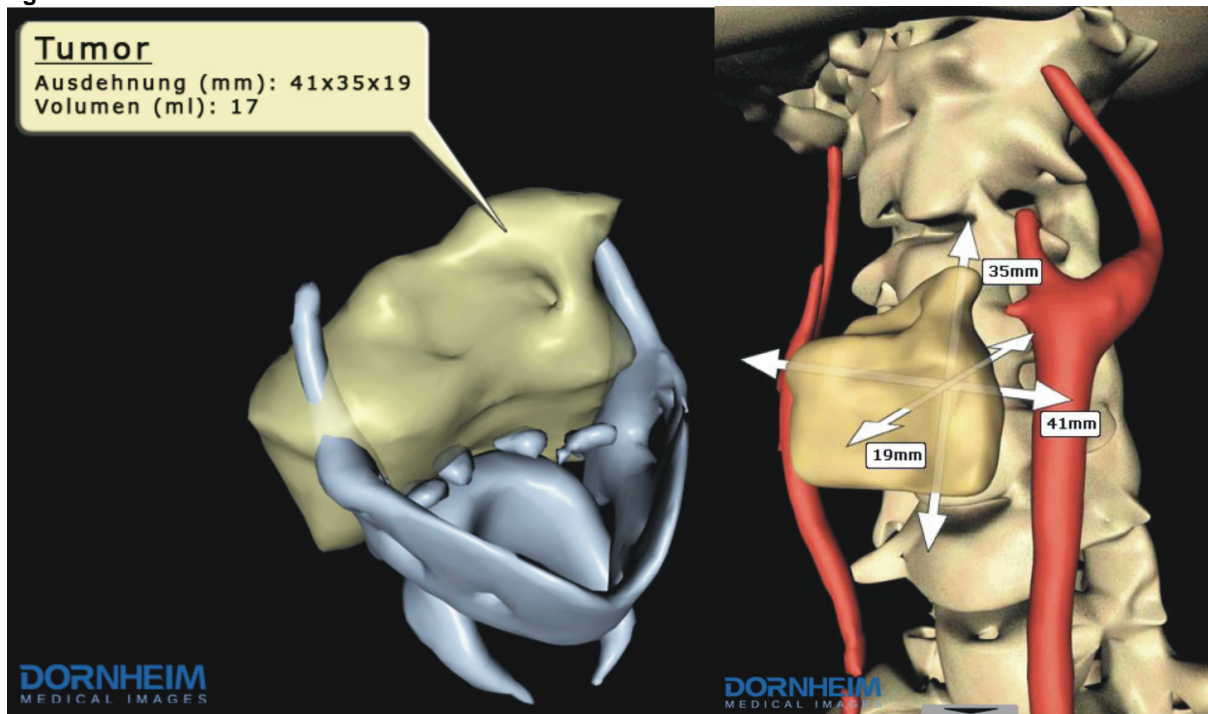 Tumor
Ausdehnung (mm): 41x35x19
Volumen (ml): 17
35mm
41mm
19mm
DORNHEIM
MEDICAL IMAGES
DORNHEIM
MEDICAL IMAGES